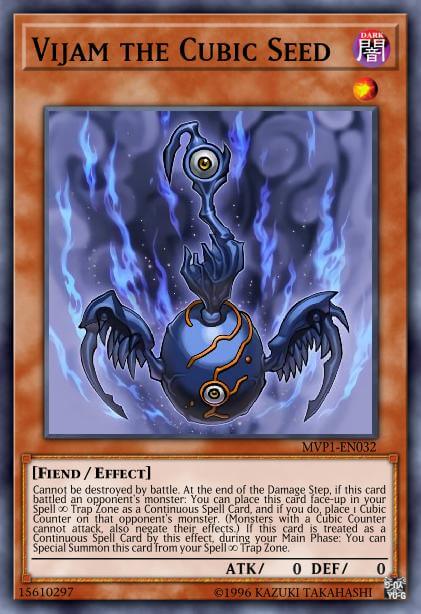 VIJAM THE CUBIC SEED
DARK
闇
MVP1-EN032
[FIEND / EFFECT]
Cannot be destroyed by battle. At the end of the Damage Step, if this card
battled an opponent's monster: You can place this card face-up in your
Spell ∞ Trap Zone as a Continuous Spell Card, and if you do, place 1 Cubic
Counter on that opponent's monster. (Monsters with a Cubic Counter
cannot attack, also negate their effects.) If this card is treated as a
Continuous Spell Card by this effect, during your Main Phase: You can
Special Summon this card from your Spell ∞ Trap Zone.
ATK/ 0 DEF/ 0
15610297
©1996 KAZUKI TAKAHASHI